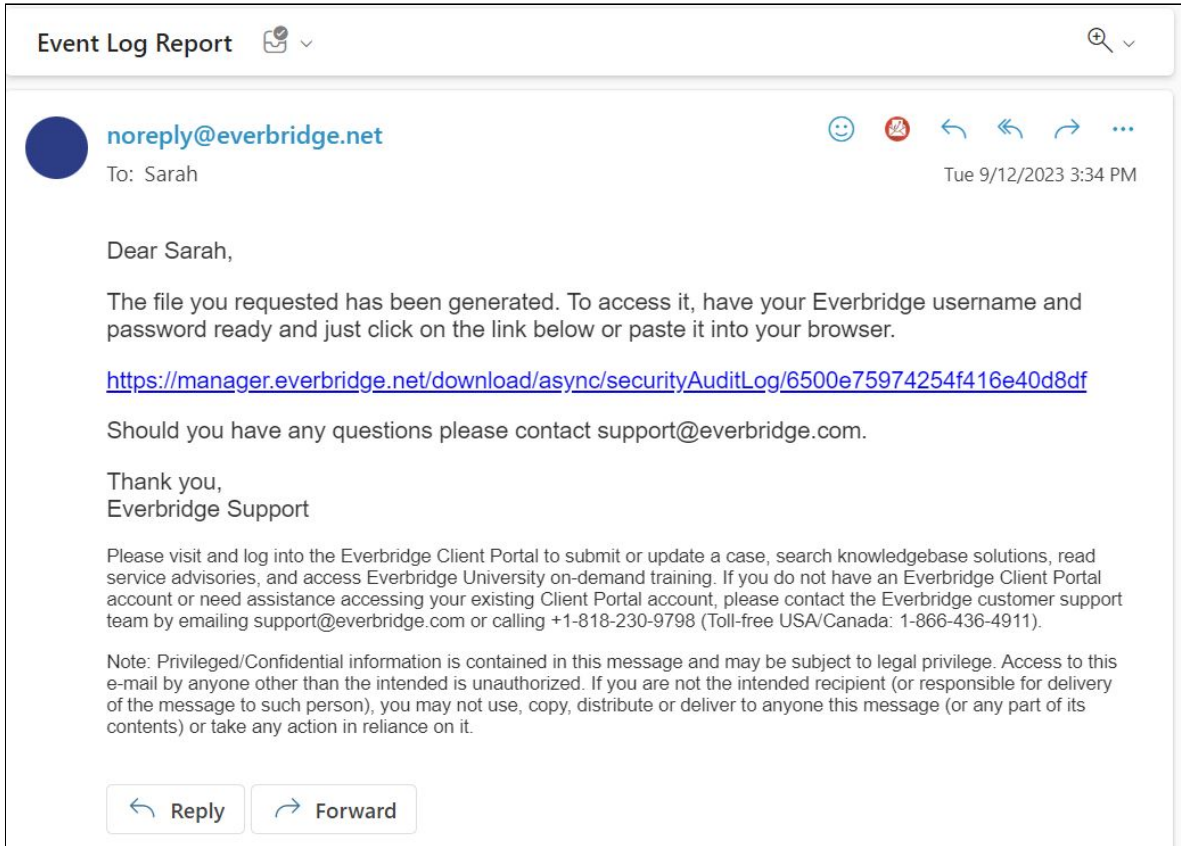 Event Log Report
noreply@everbridge.net
To: Sarah
Tue 9/12/2023 3:34 PM
Dear Sarah,
The file you requested has been generated. To access it, have your Everbridge username and
password ready and just click on the link below or paste it into your browser.
https://manager.everbridge.net/download/async/securityAuditLog/6500e75974254f416e40d8df
Should you have any questions please contact support@everbridge.com.
Thank you,
Everbridge Support
Please visit and log into the Everbridge Client Portal to submit or update a case, search knowledgebase solutions, read
service advisories, and access Everbridge University on-demand training. If you do not have an Everbridge Client Portal
account or need assistance accessing your existing Client Portal account, please contact the Everbridge customer support
team by emailing support@everbridge.com or calling +1-818-230-9798 (Toll-free USA/Canada: 1-866-436-4911).
Note: Privileged/Confidential information is contained in this message and may be subject to legal privilege. Access to this
e-mail by anyone other than the intended is unauthorized. If you are not the intended recipient (or responsible for delivery
of the message to such person), you may not use, copy, distribute or deliver to anyone this message (or any part of its
contents) or take any action in reliance on it.
Reply
Forward